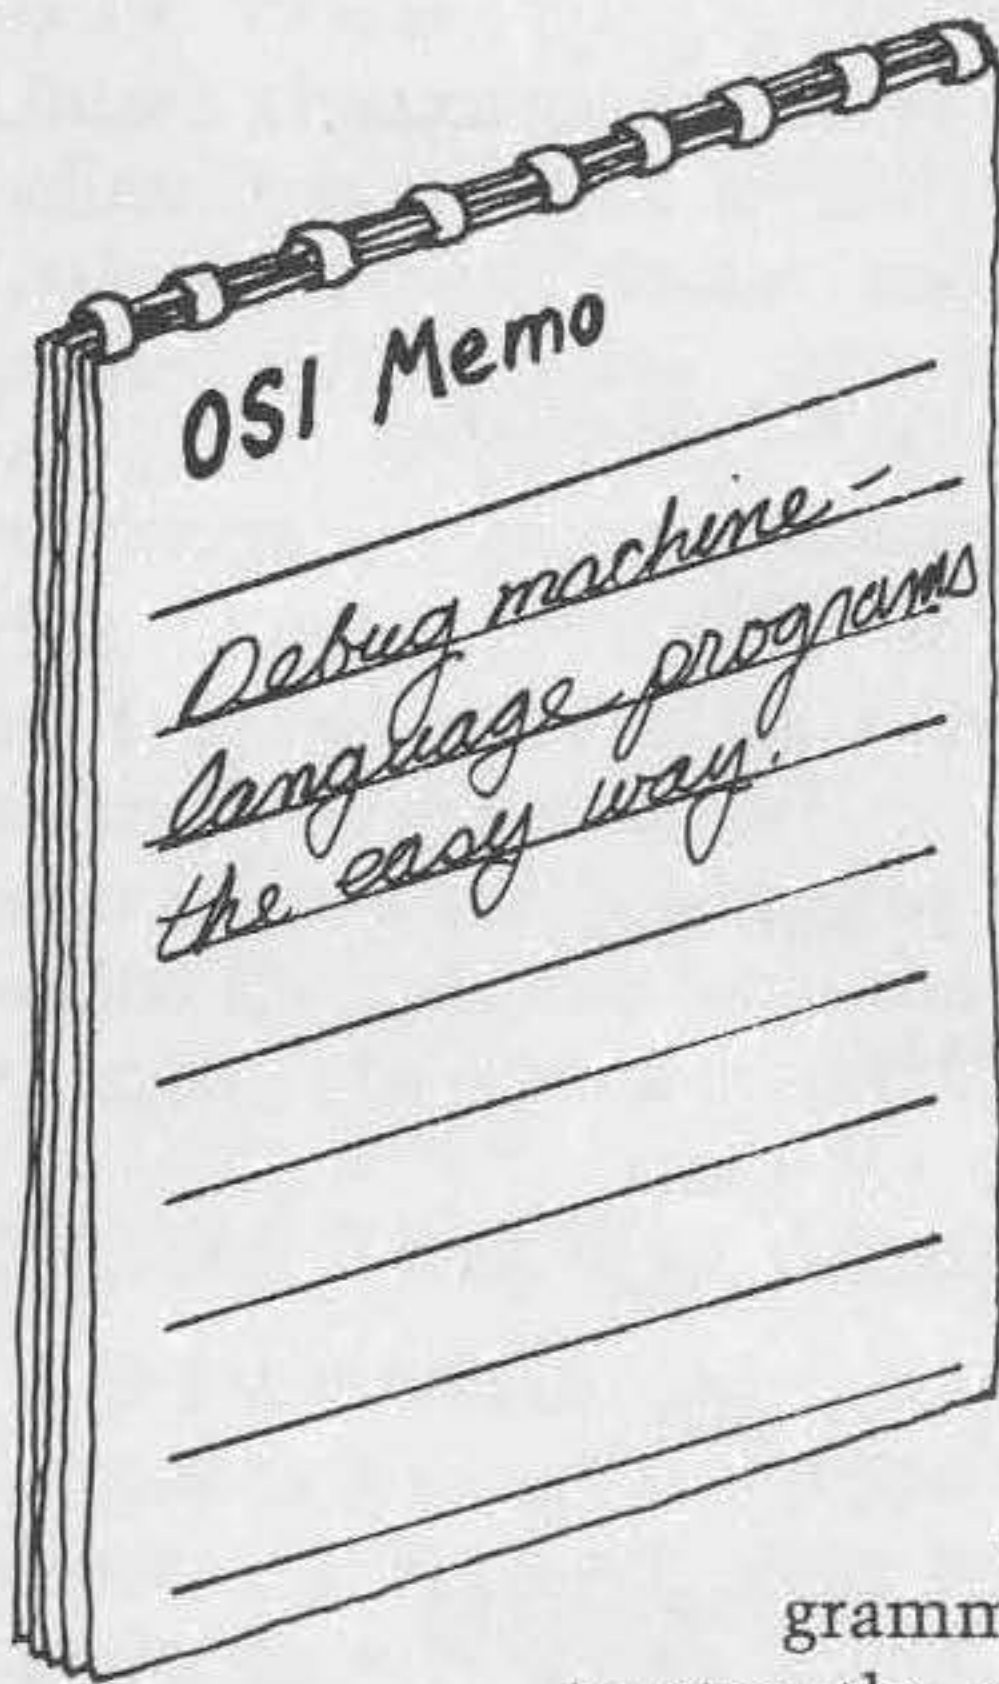 OSI Memo
Debug machine-
language programs
the easy way.
gramm